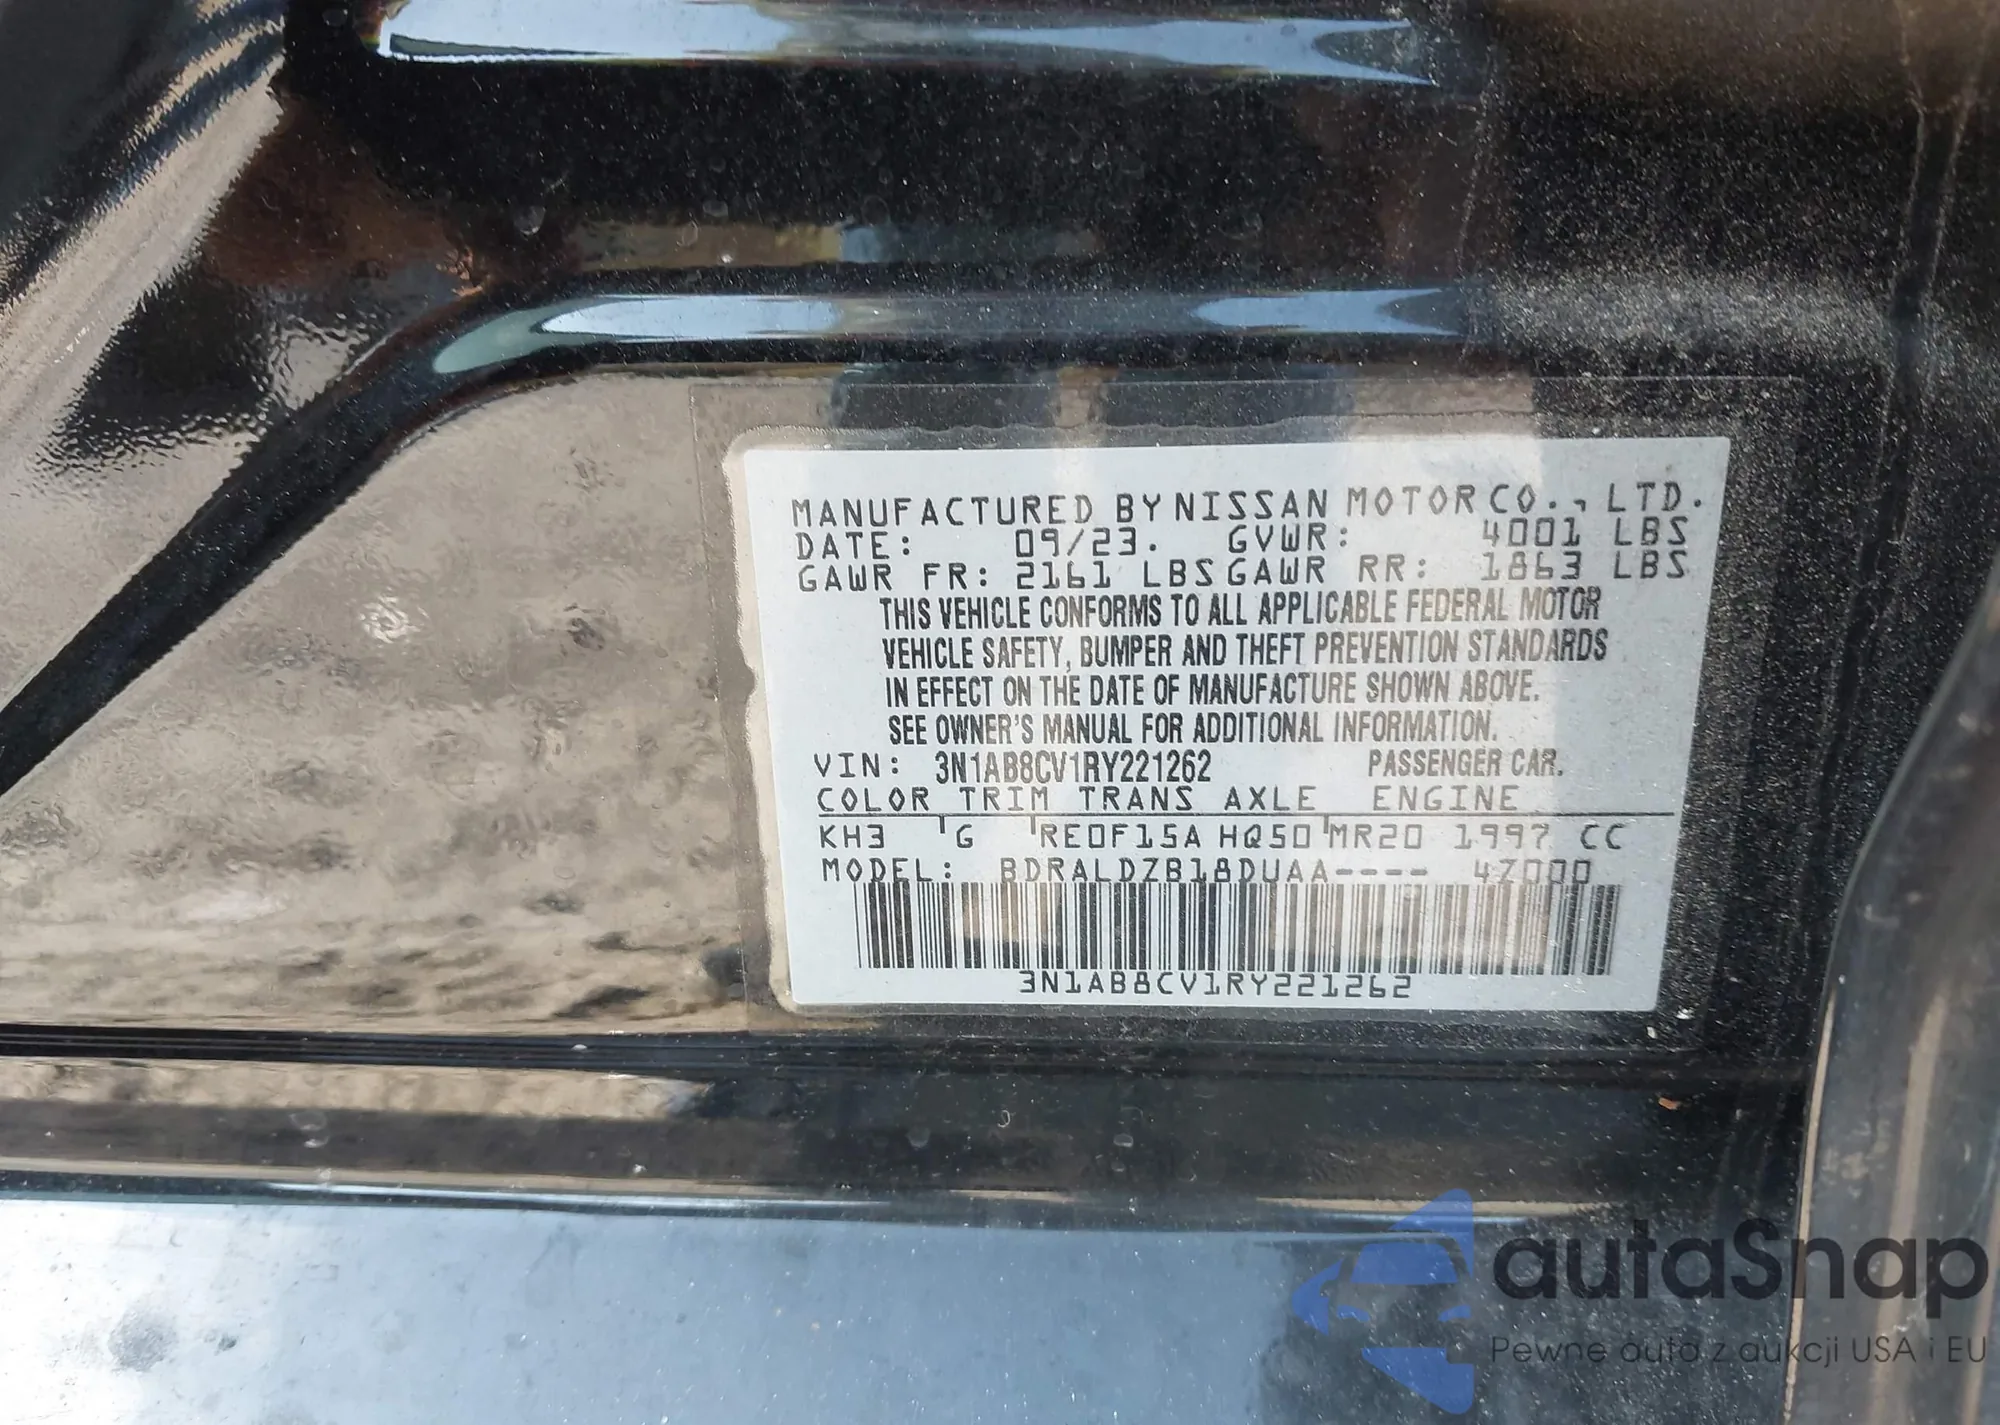 MANUFACTURED BY NISSAN MOTOR CO., LTD.
DATE: 09/23. GVWR: 4001 LBS
GAWR FR: 2161 LBS GAWR RR: 1863 LBS
THIS VEHICLE CONFORMS TO ALL APPLICABLE FEDERAL MOTOR
VEHICLE SAFETY, BUMPER AND THEFT PREVENTION STANDARDS
IN EFFECT ON THE DATE OF MANUFACTURE SHOWN ABOVE.
SEE OWNER'S MANUAL FOR ADDITIONAL INFORMATION.
VIN: 3N1AB8CV1RY221262 PASSENGER CAR.
COLOR TRIM TRANS AXLE ENGINE
KH3 G RE0F15A HQ50 MR20 1997 CC
MODEL: BDRALDZB18DUAA---- 4Z000
3N1AB8CV1RY221262
autaSnap
Pewne auta z aukcji USA i EU